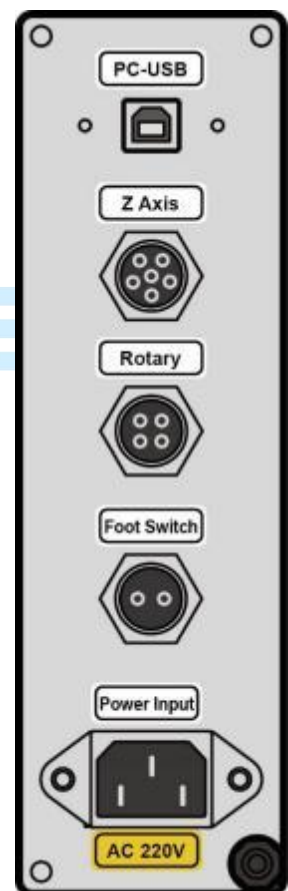 PC-USB
Z Axis
Rotary
Foot Switch
Power Input
AC 220V